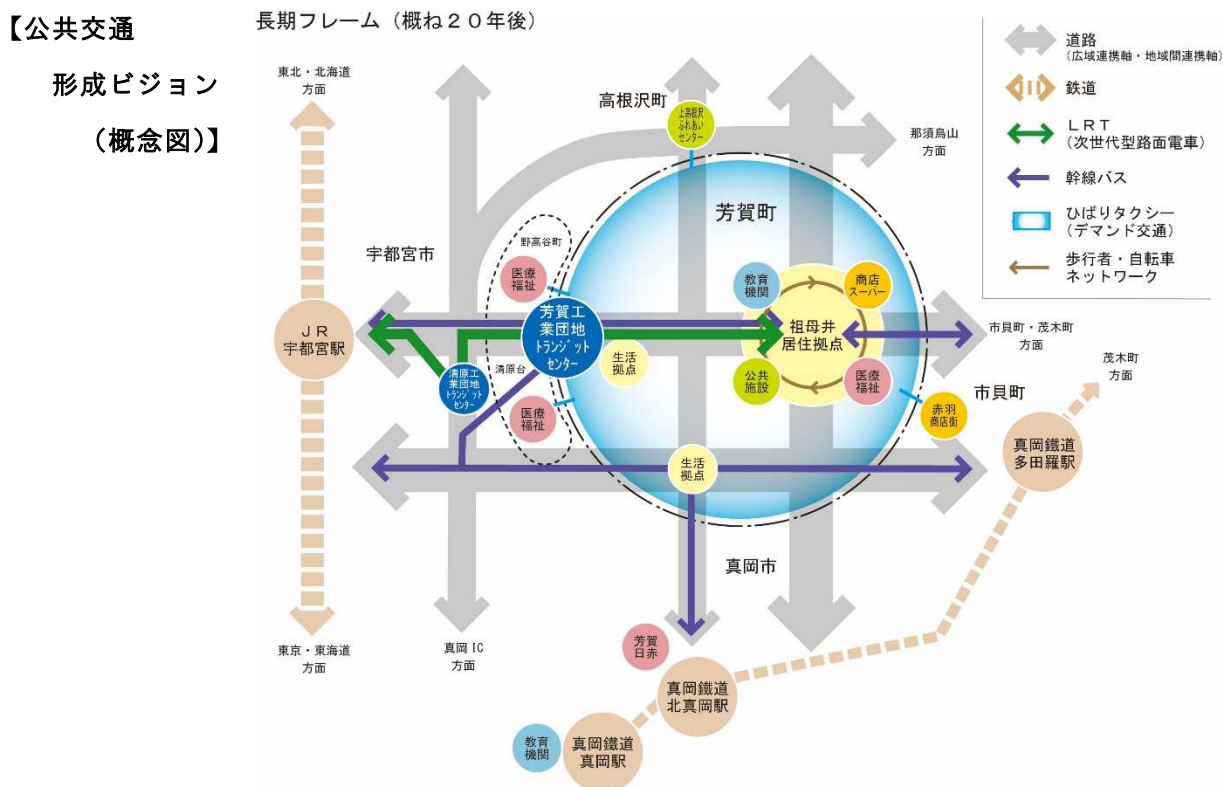 【公共交通
形成ビジョン
（概念図）】
長期フレーム（概ね２０年後）
道路
（広域連携軸・地域間連携軸）
鉄道
ＬＲＴ
（次世代型路面電車）
幹線バス
ひばりタクシー
（デマンド交通）
歩行者・自転車
ネットワーク
東北・北海道
方面
高根沢町
上高根沢
ふれあい
センター
那須烏山
方面
芳賀町
宇都宮市
野高谷町
医療
福祉
教育
機関
商店
スーパー
ＪＲ
宇都宮駅
芳賀工
業団地
トランジット
センター
祖母井
居住拠点
市貝町・茂木町
方面
清原工
業団地
トランジット
センター
清原台
生活
拠点
公共
施設
医療
福祉
茂木町
方面
医療
福祉
市貝町
赤羽
商店街
真岡鐵道
多田羅駅
生活
拠点
真岡市
東京・東海道
方面
真岡IC
方面
芳賀
日赤
真岡鐵道
北真岡駅
教育
機関
真岡鐵道
真岡駅